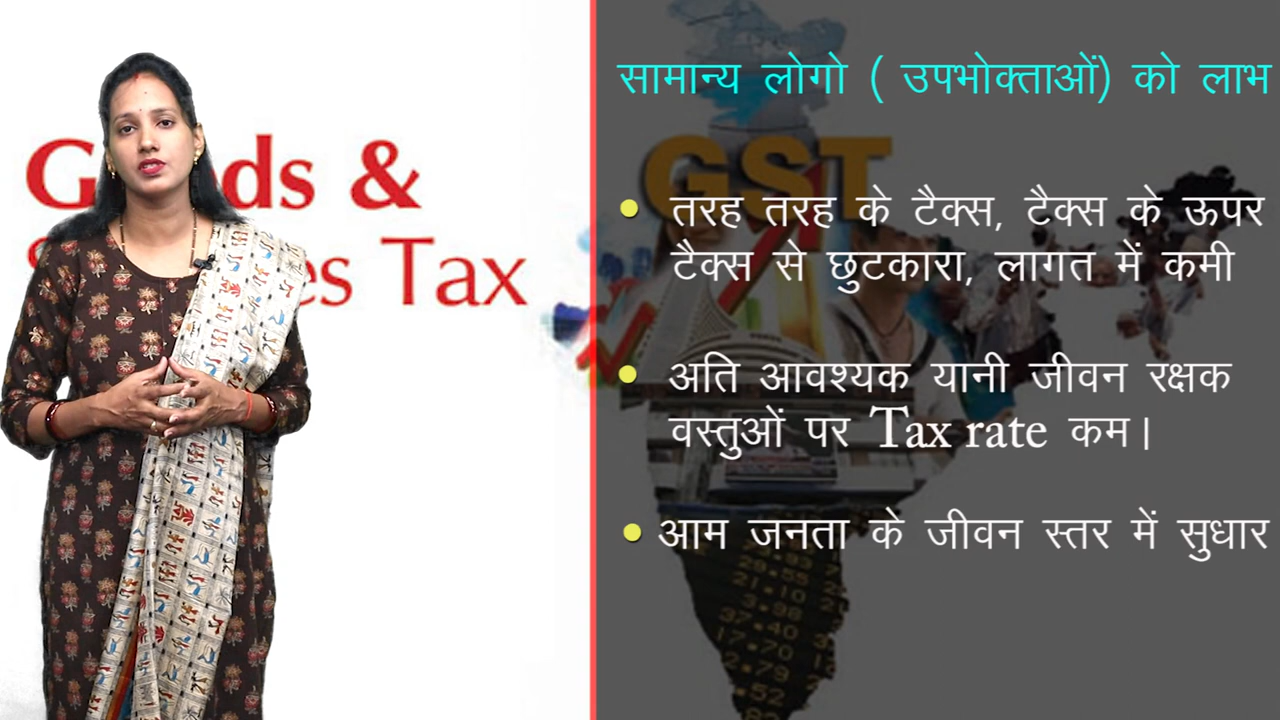 Goods &
Services Tax
सामान्य लोगो ( उपभोक्ताओं) को लाभ
GST
• तरह तरह के टैक्स, टैक्स के ऊपर
टैक्स से छुटकारा, लागत में कमी
• अति आवश्यक यानी जीवन रक्षक
वस्तुओं पर Tax rate कम।
• आम जनता के जीवन स्तर में सुधार